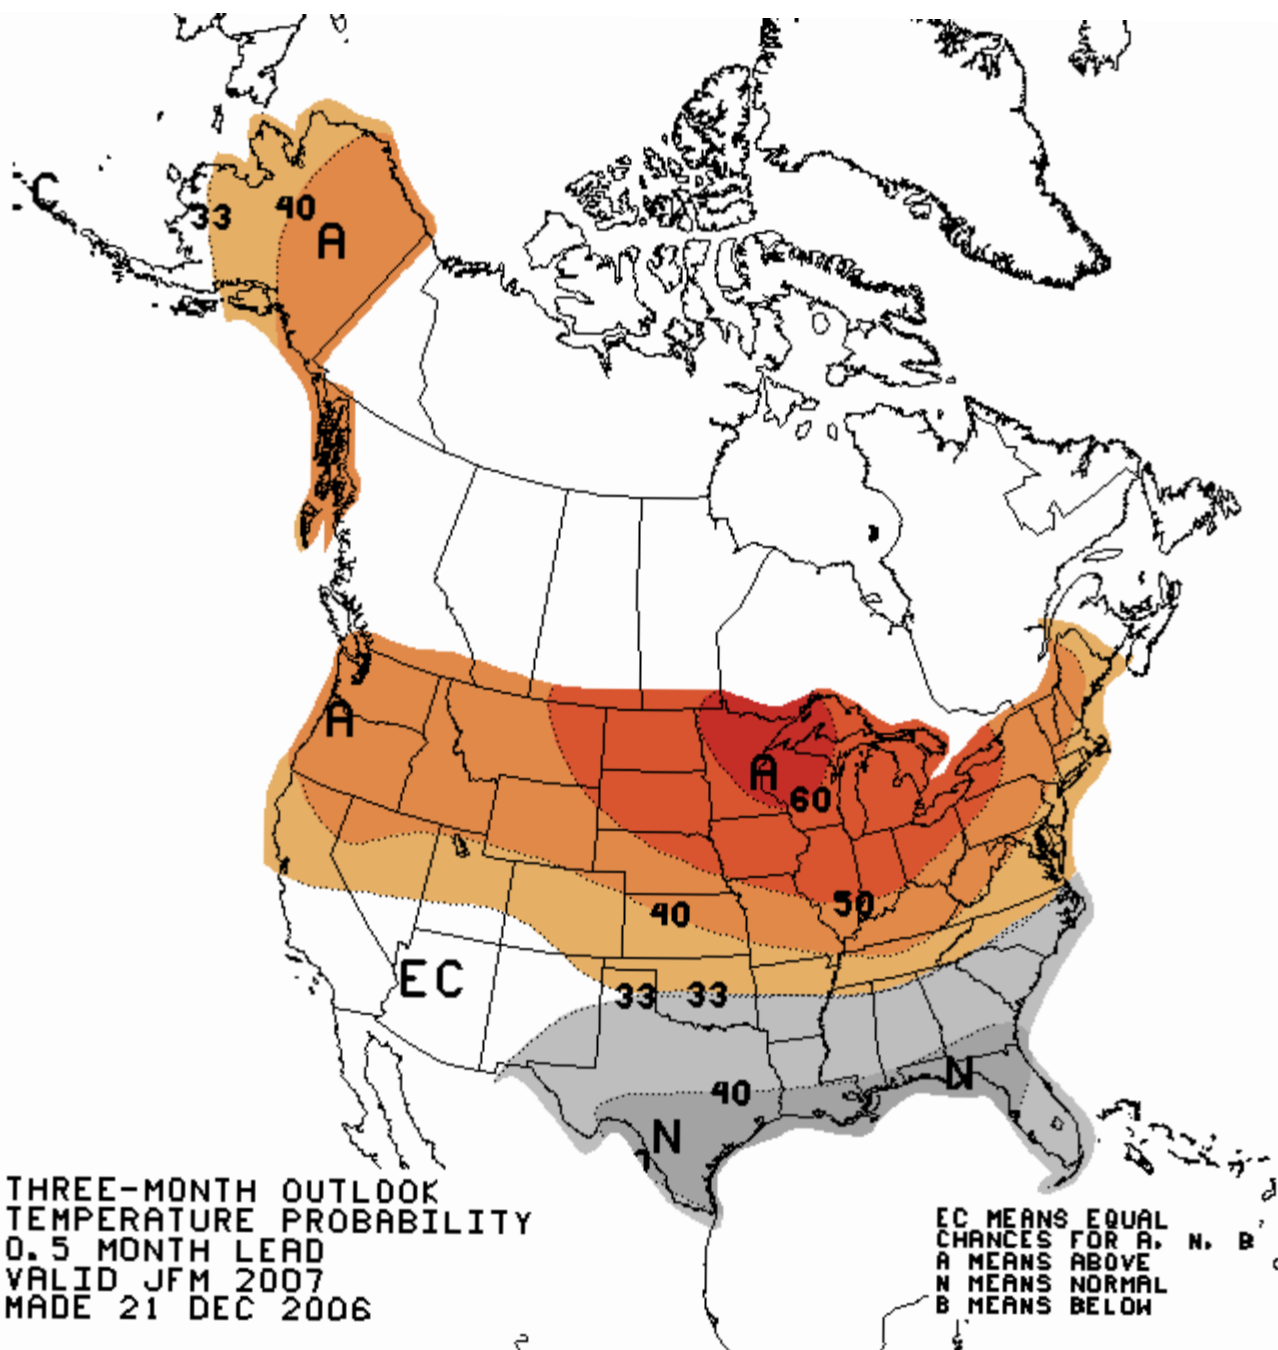 C
33
40
A
A
A
60
50
40
EC
33
33
40
N
N
THREE-MONTH OUTLOOK
TEMPERATURE PROBABILITY
0.5 MONTH LEAD
VALID JFM 2007
MADE 21 DEC 2006
EC MEANS EQUAL
CHANCES FOR A, N, B
A MEANS ABOVE
N MEANS NORMAL
B MEANS BELOW